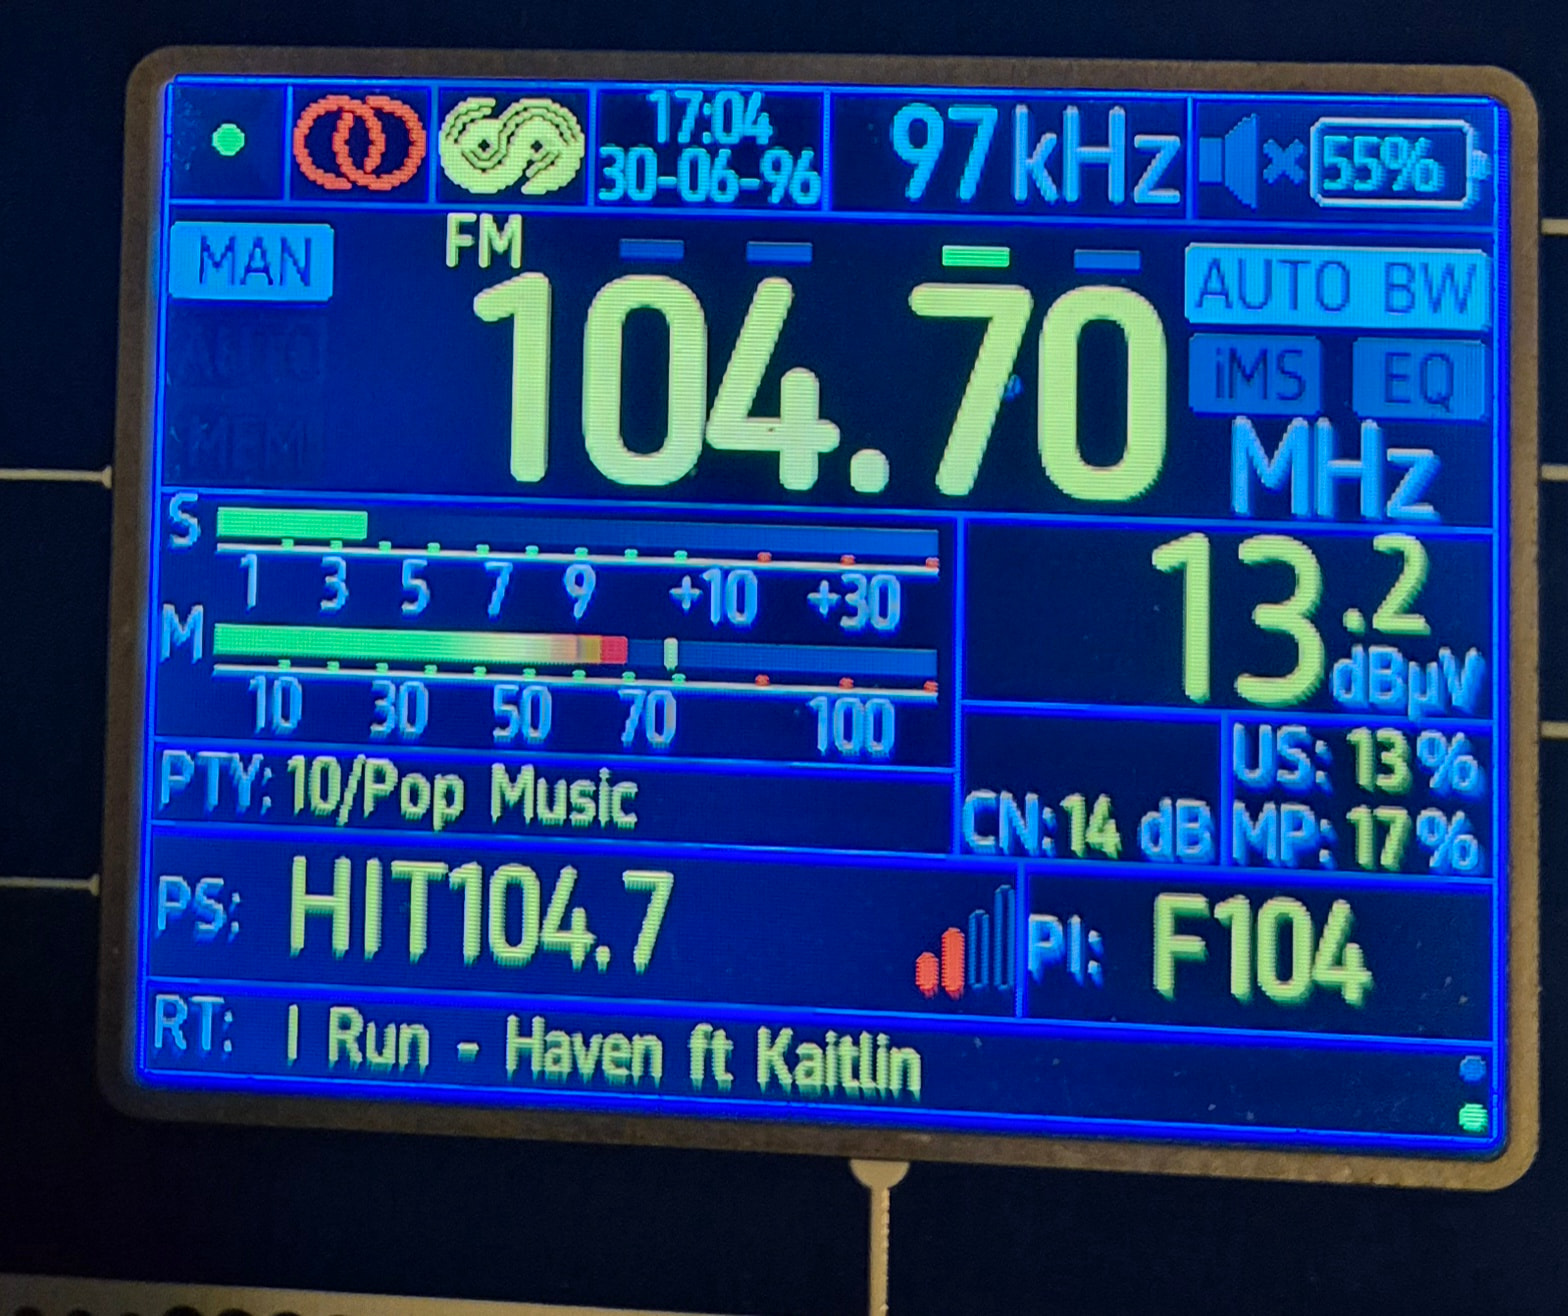 17:04
30-06-96
97 kHz
55%
MAN
FM
AUTO BW
AUTO
104.70
iMS
EQ
MEM
MHz
S
1 3 5 7 9 +10 +30
13.2
dBµV
M
10 30 50 70 100
US: 13%
PTY: 10/Pop Music
CN: 14 dB
MP: 17%
PS: HIT104.7
PI: F104
RT: I Run - Haven ft Kaitlin